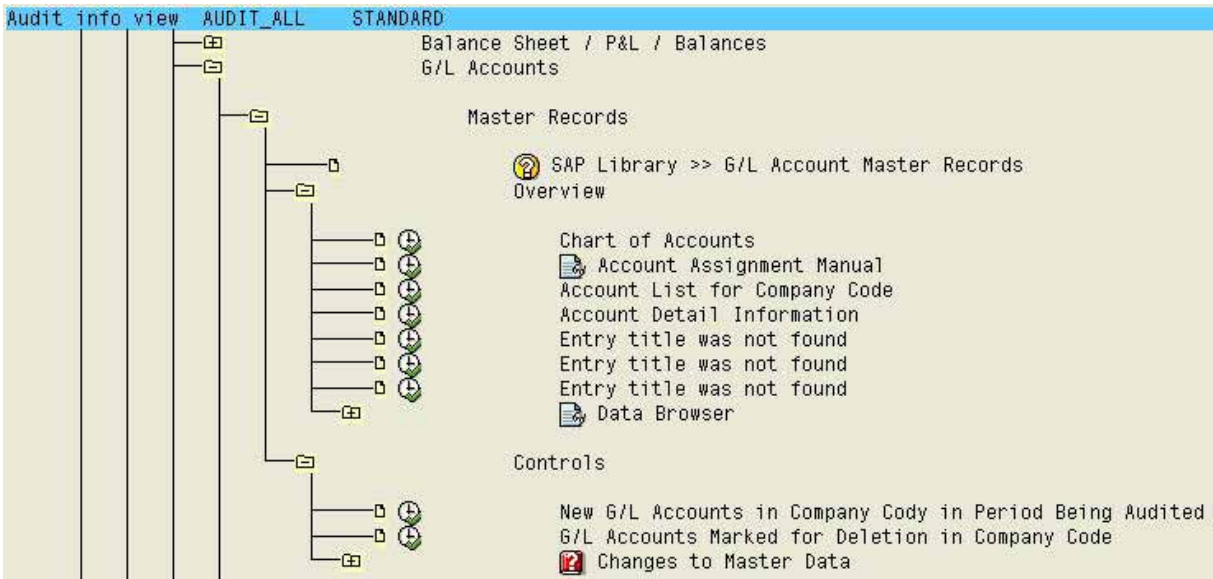 Audit info view AUDIT_ALL STANDARD
Balance Sheet / P&L / Balances
G/L Accounts
Master Records
SAP Library >> G/L Account Master Records
Overview
Chart of Accounts
Account Assignment Manual
Account List for Company Code
Account Detail Information
Entry title was not found
Entry title was not found
Entry title was not found
Data Browser
Controls
New G/L Accounts in Company Cody in Period Being Audited
G/L Accounts Marked for Deletion in Company Code
Changes to Master Data